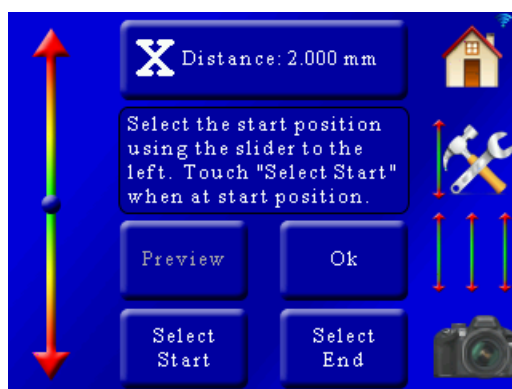 X Distance: 2.000 mm
Select the start position
using the slider to the
left. Touch "Select Start"
when at start position.
Preview
Ok
Select
Start
Select
End